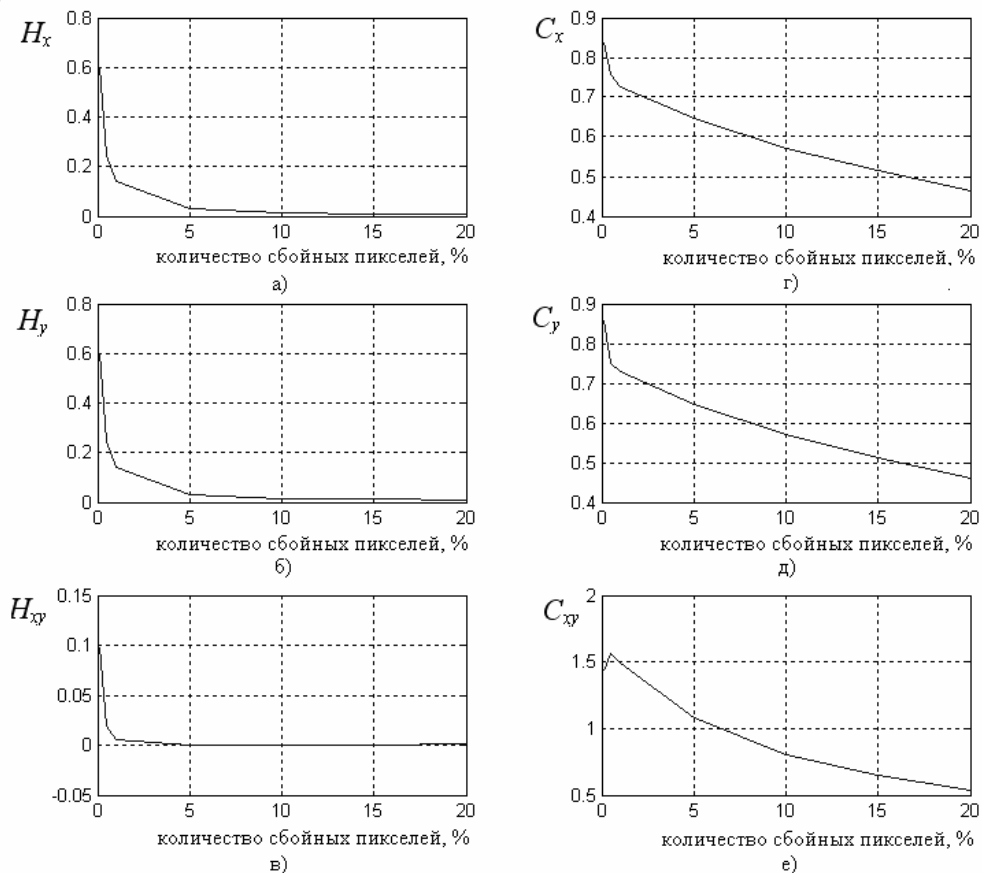 H_x
0.8
0.6
0.4
0.2
0
0 5 10 15 20
количество сбойных пикселей, %
а)
C_x
0.9
0.8
0.7
0.6
0.5
0.4
0 5 10 15 20
количество сбойных пикселей, %
г)
H_y
0.8
0.6
0.4
0.2
0
0 5 10 15 20
количество сбойных пикселей, %
б)
C_y
0.9
0.8
0.7
0.6
0.5
0.4
0 5 10 15 20
количество сбойных пикселей, %
д)
H_xy
0.15
0.1
0.05
0
-0.05
0 5 10 15 20
количество сбойных пикселей, %
в)
C_xy
2
1.5
1
0.5
0 5 10 15 20
количество сбойных пикселей, %
е)